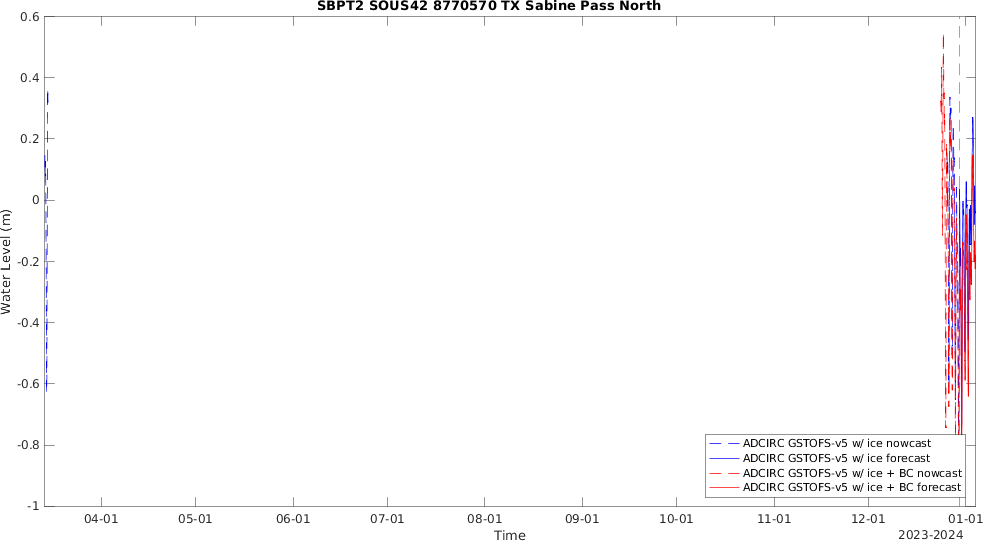 SBPT2 SOUS42 8770570 TX Sabine Pass North
0.6
0.4
0.2
0
-0.2
-0.4
-0.6
-0.8
-1
Water Level (m)
04-01 05-01 06-01 07-01 08-01 09-01 10-01 11-01 12-01 01-01
Time
2023-2024
ADCIRC GSTOFS-v5 w/ ice nowcast
ADCIRC GSTOFS-v5 w/ ice forecast
ADCIRC GSTOFS-v5 w/ ice + BC nowcast
ADCIRC GSTOFS-v5 w/ ice + BC forecast